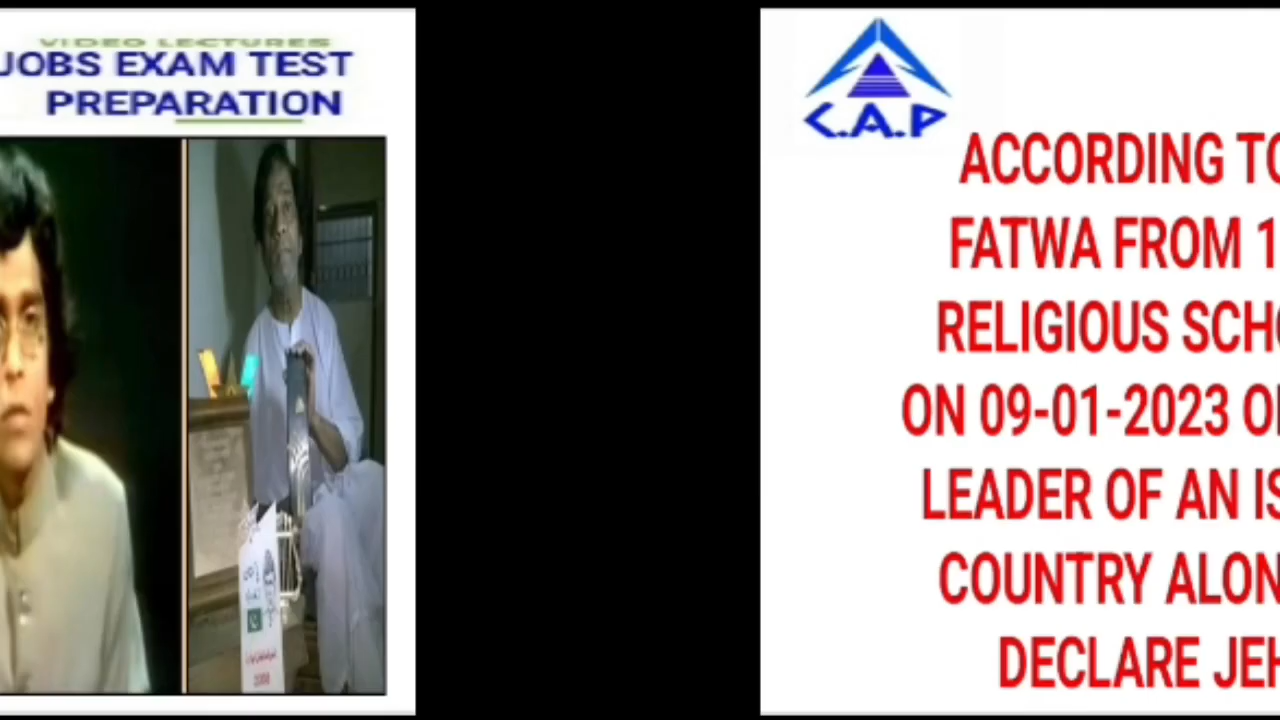 VIDEO LECTURES
JOBS EXAM TEST
PREPARATION
C.A.P
ACCORDING TO
FATWA FROM 1
RELIGIOUS SCHO
ON 09-01-2023 O
LEADER OF AN IS
COUNTRY ALON
DECLARE JEH